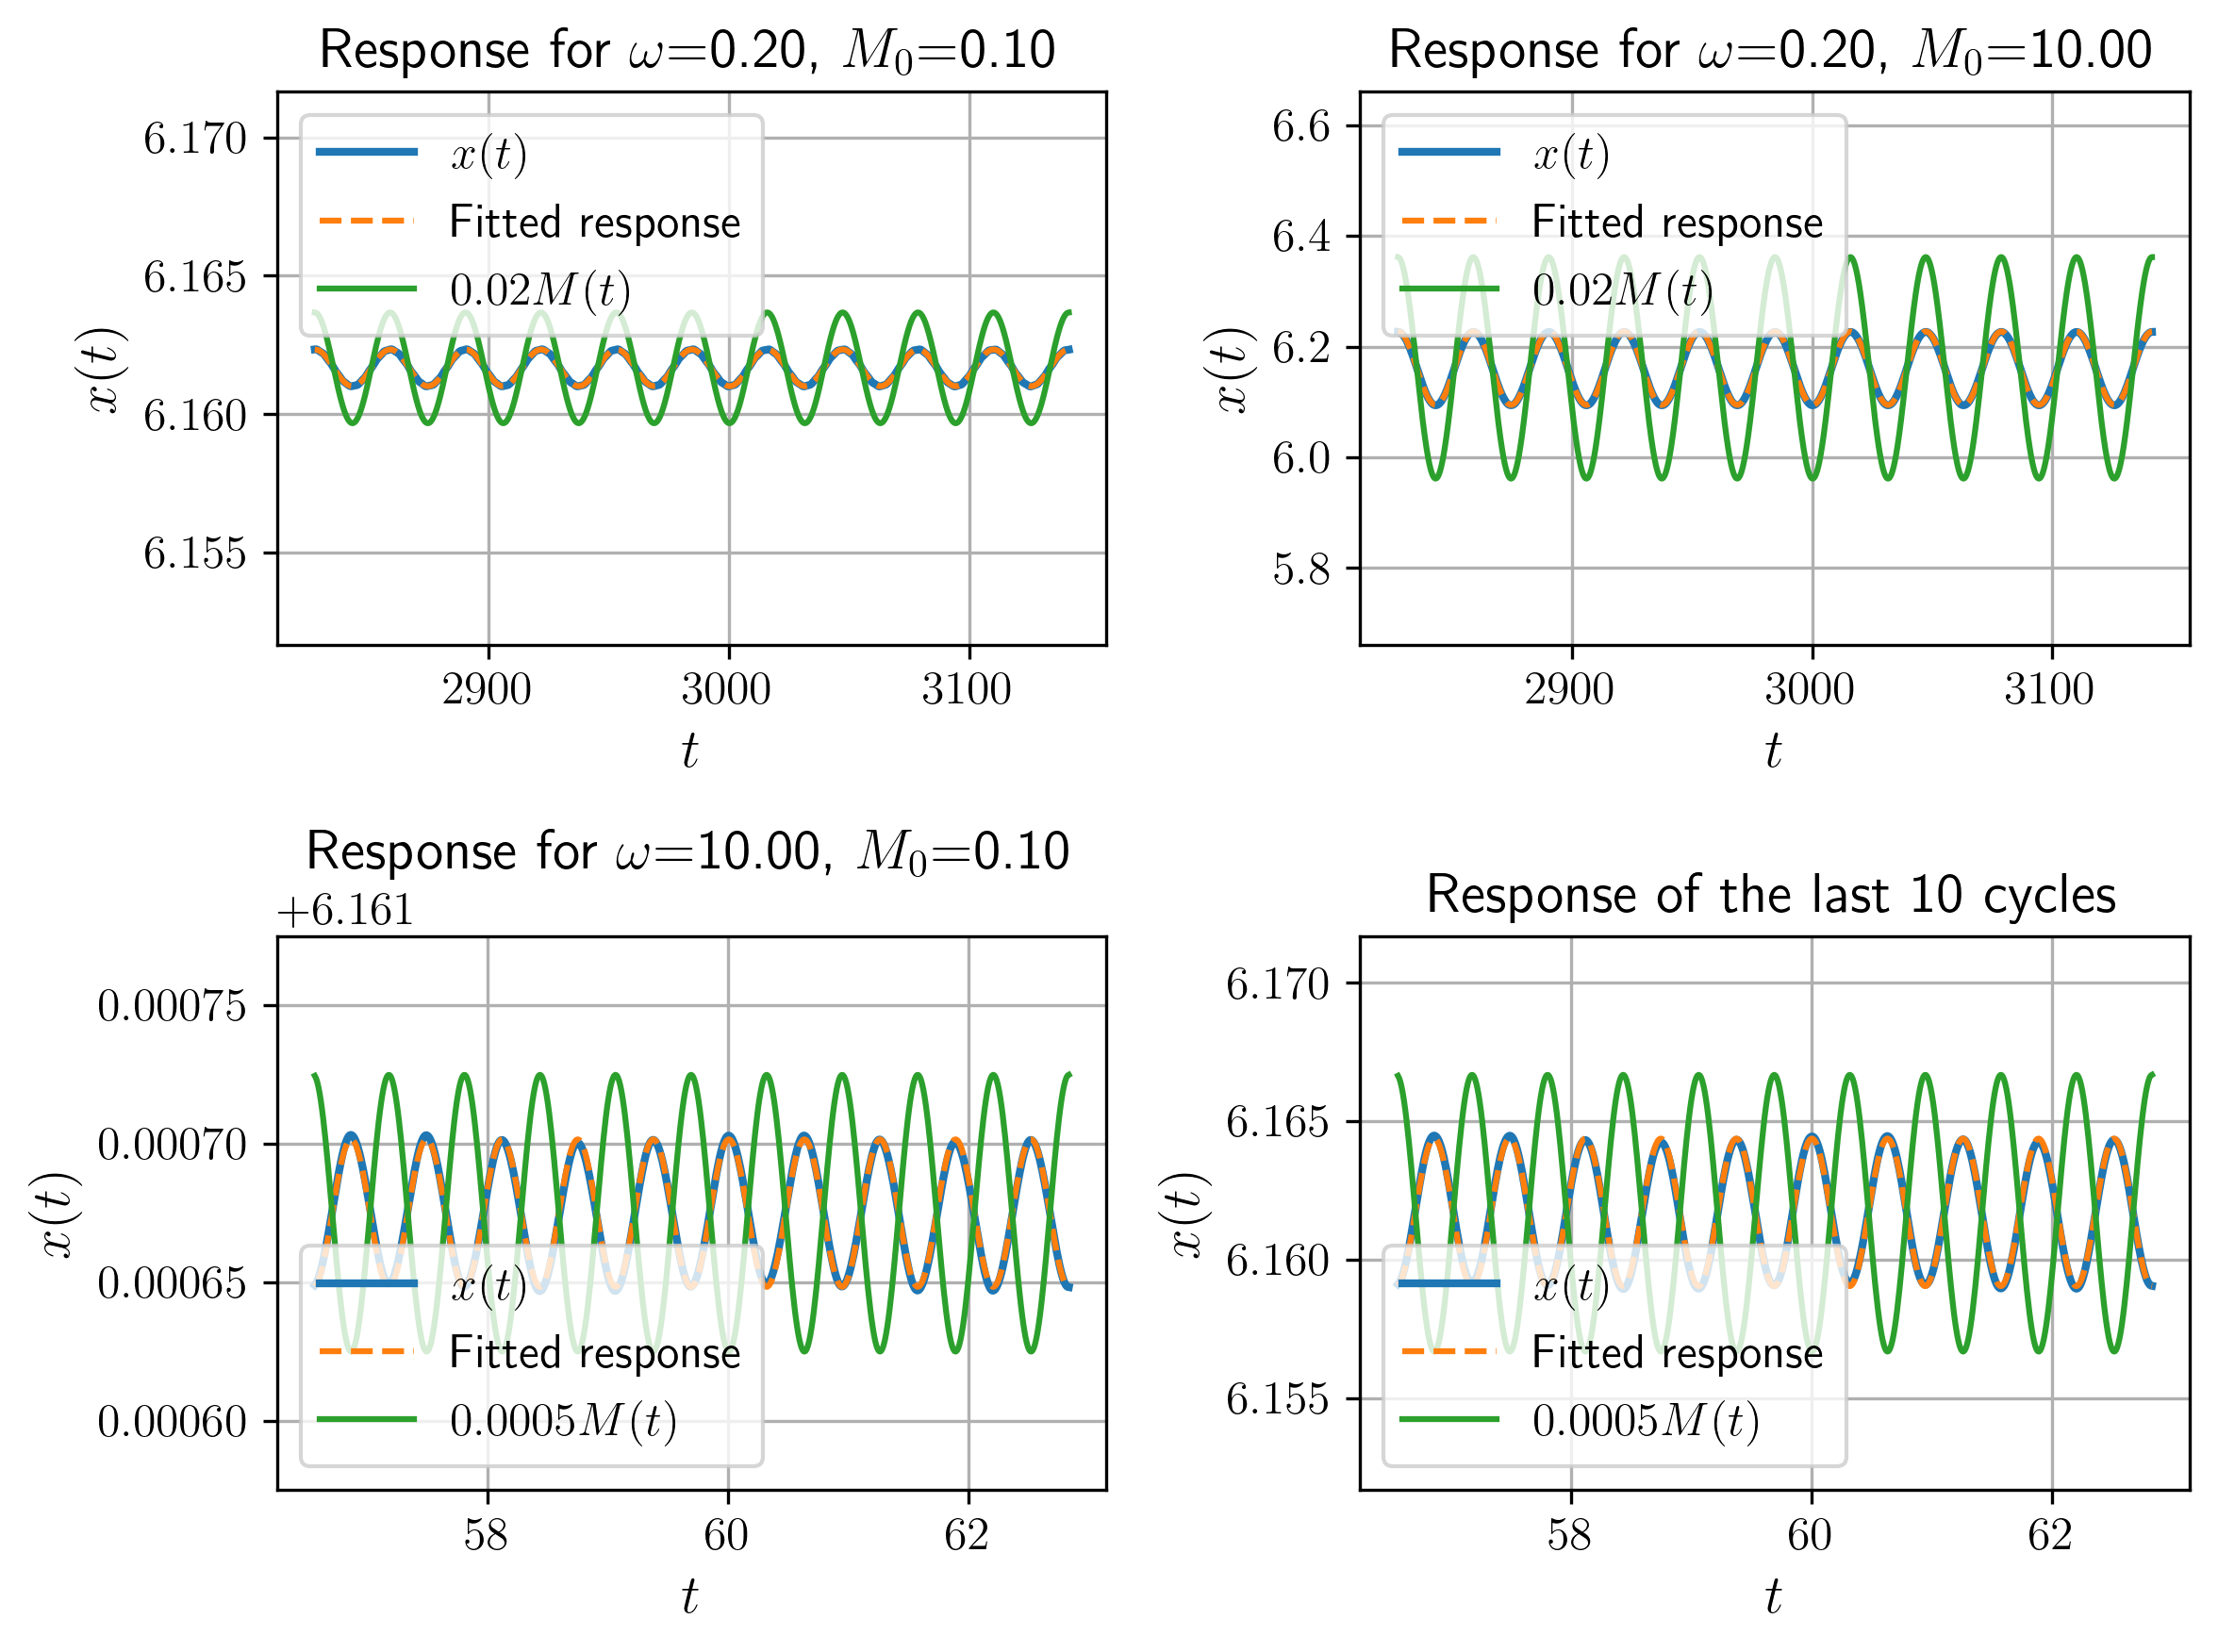 Response for ω=0.20, M₀=0.10
x(t)
6.170
6.165
6.160
6.155
x(t)
Fitted response
0.02M(t)
2900 3000 3100
t
Response for ω=0.20, M₀=10.00
x(t)
6.6
6.4
6.2
6.0
5.8
x(t)
Fitted response
0.02M(t)
2900 3000 3100
t
Response for ω=10.00, M₀=0.10
+6.161
x(t)
0.00075
0.00070
0.00065
0.00060
x(t)
Fitted response
0.0005M(t)
58 60 62
t
Response of the last 10 cycles
x(t)
6.170
6.165
6.160
6.155
x(t)
Fitted response
0.0005M(t)
58 60 62
t